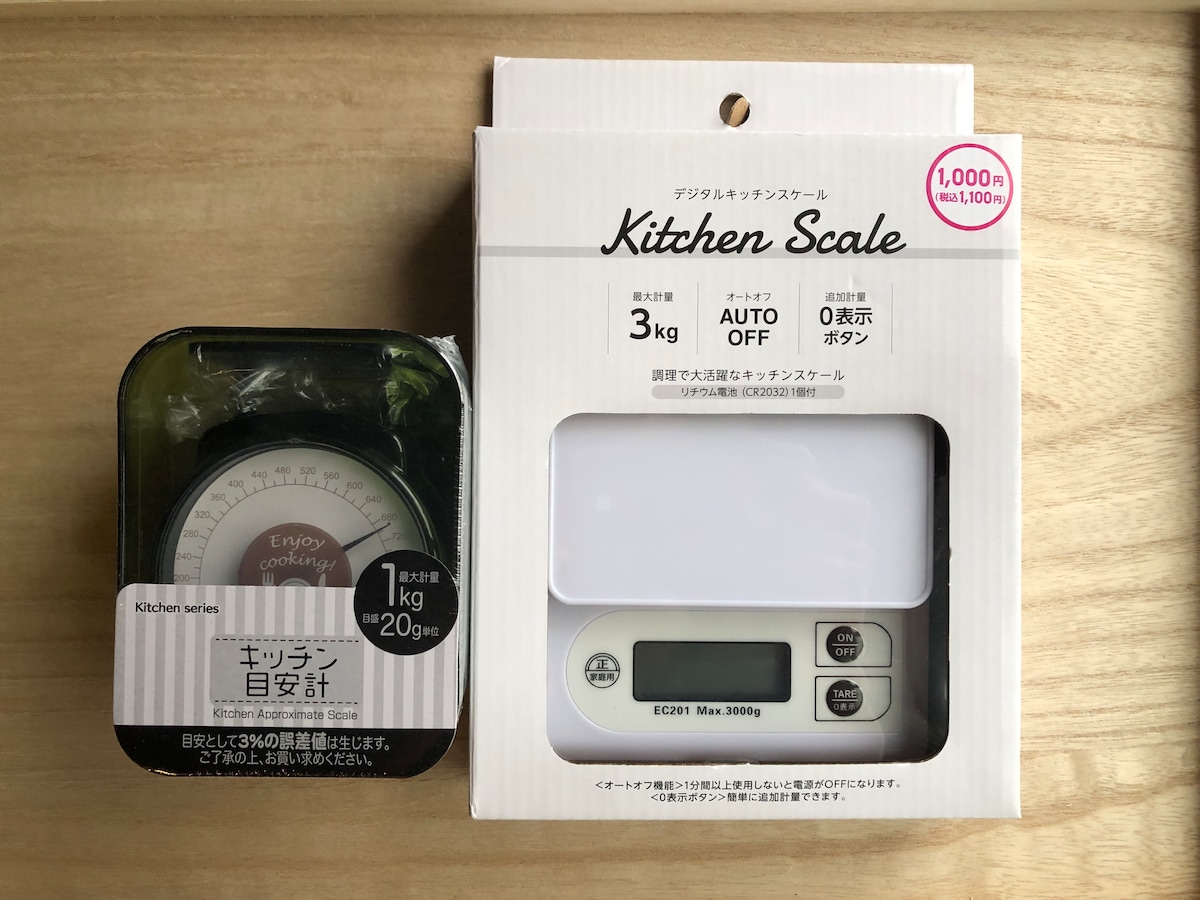 200
240
280
320
360
400
440
480
520
560
600
640
680
720
Enjoy
cooking!
最大計量
1kg
目盛20g単位
Kitchen series
キッチン
目安計
Kitchen Approximate Scale
目安として3%の誤差値は生じます。
ご了承の上、お買い求めください。
1,000円
(税込1,100円)
デジタルキッチンスケール
Kitchen Scale
最大計量
3kg
オートオフ
AUTO
OFF
追加計量
0表示
ボタン
調理で大活躍なキッチンスケール
リチウム電池（CR2032）1個付
正
家庭用
EC201 Max.3000g
ON
OFF
TARE
0表示
<オートオフ機能>1分間以上使用しないと電源がOFFになります。
<0表示ボタン>簡単に追加計量できます。